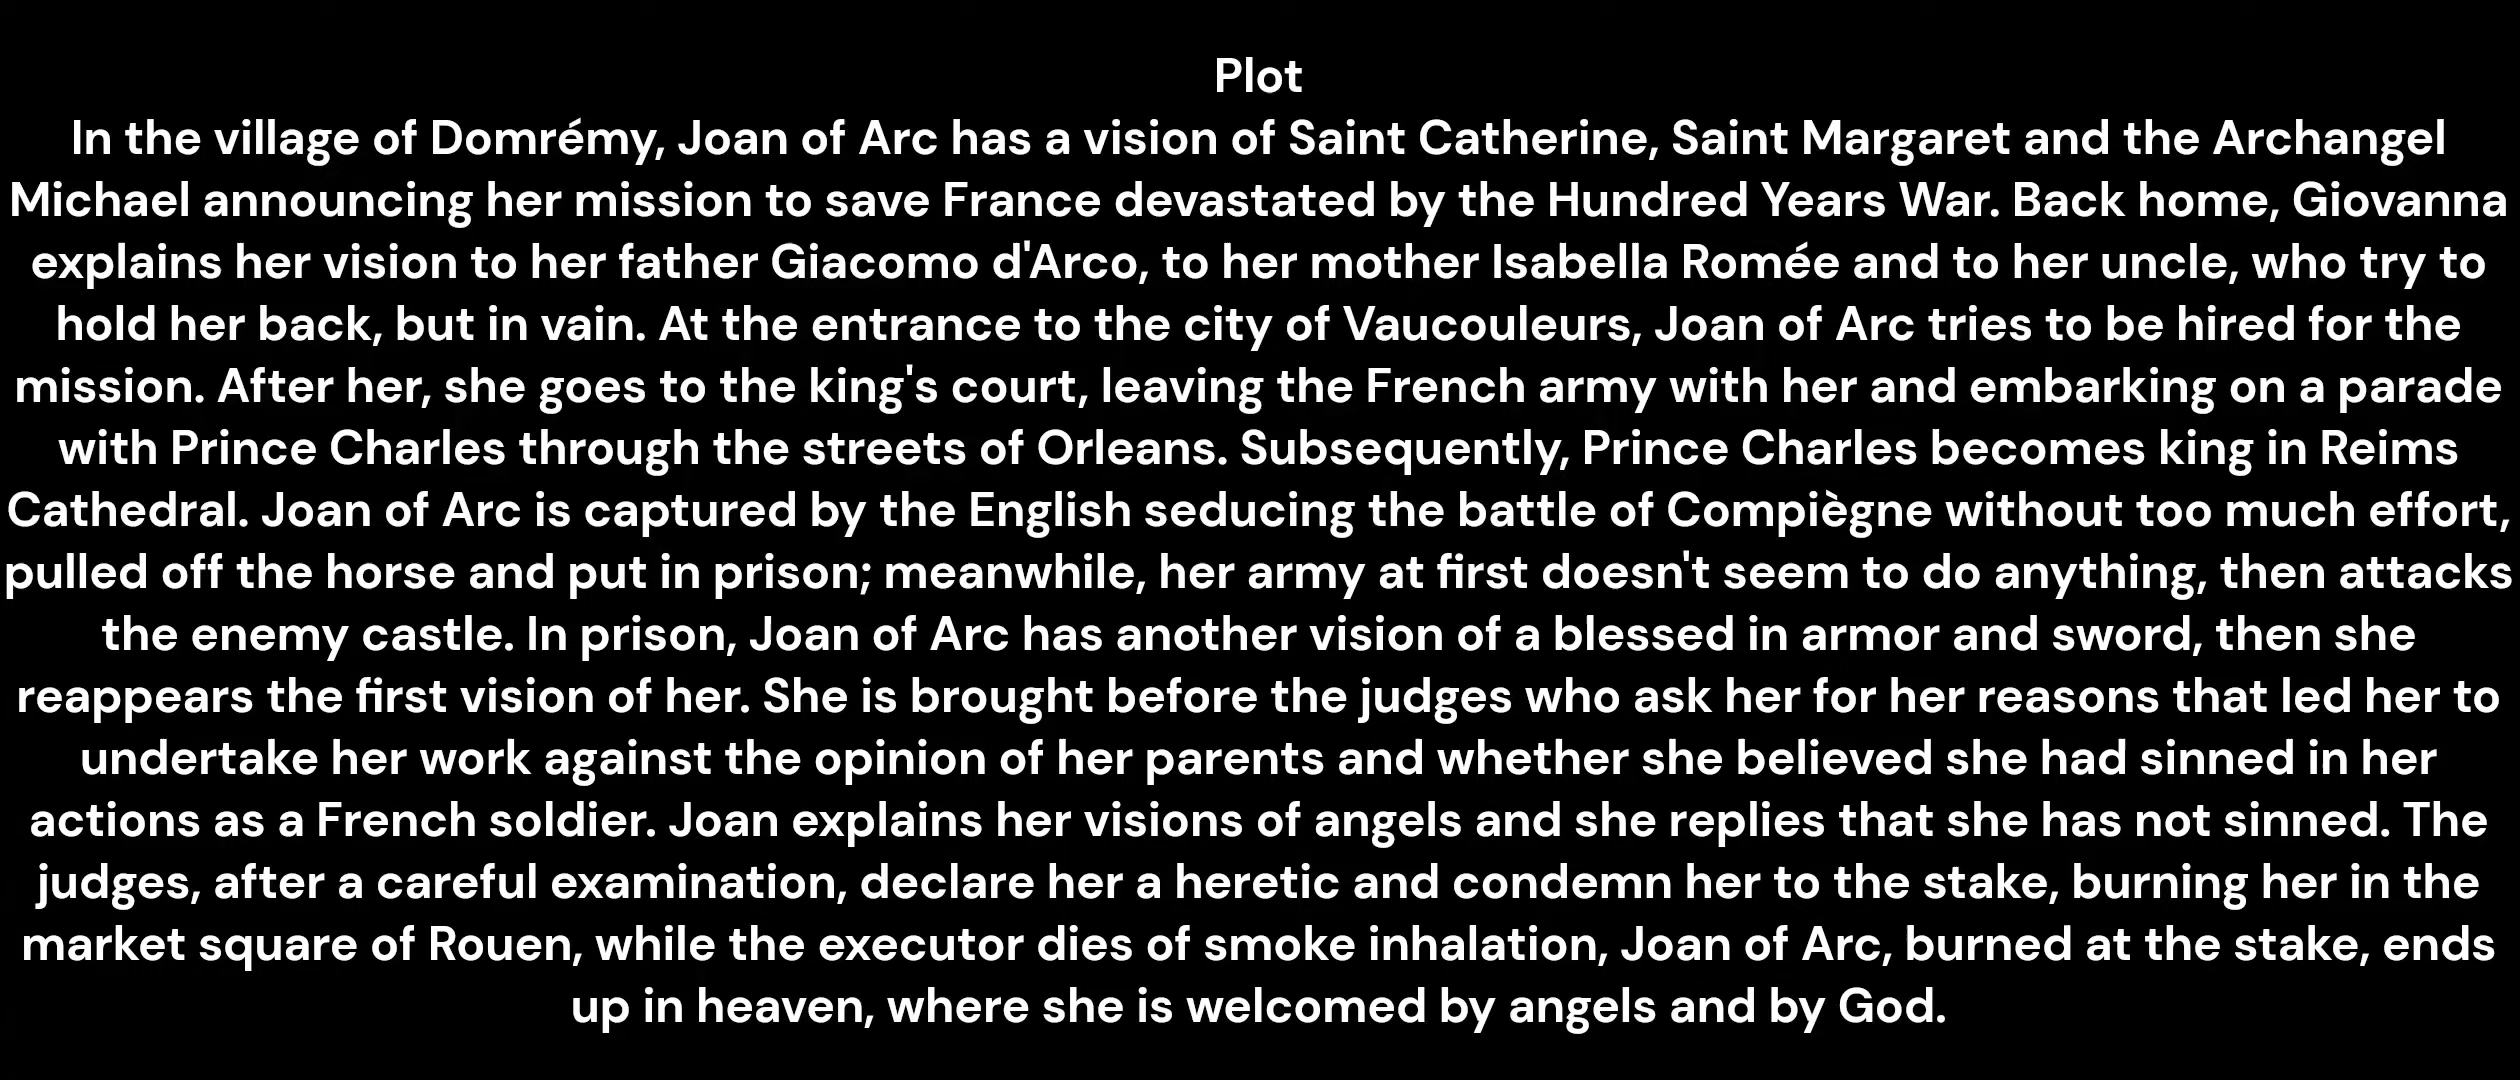 Plot
In the village of Domrémy, Joan of Arc has a vision of Saint Catherine, Saint Margaret and the Archangel
Michael announcing her mission to save France devastated by the Hundred Years War. Back home, Giovanna
explains her vision to her father Giacomo d'Arco, to her mother Isabella Romée and to her uncle, who try to
hold her back, but in vain. At the entrance to the city of Vaucouleurs, Joan of Arc tries to be hired for the
mission. After her, she goes to the king's court, leaving the French army with her and embarking on a parade
with Prince Charles through the streets of Orleans. Subsequently, Prince Charles becomes king in Reims
Cathedral. Joan of Arc is captured by the English seducing the battle of Compiègne without too much effort,
pulled off the horse and put in prison; meanwhile, her army at first doesn't seem to do anything, then attacks
the enemy castle. In prison, Joan of Arc has another vision of a blessed in armor and sword, then she
reappears the first vision of her. She is brought before the judges who ask her for her reasons that led her to
undertake her work against the opinion of her parents and whether she believed she had sinned in her
actions as a French soldier. Joan explains her visions of angels and she replies that she has not sinned. The
judges, after a careful examination, declare her a heretic and condemn her to the stake, burning her in the
market square of Rouen, while the executor dies of smoke inhalation, Joan of Arc, burned at the stake, ends
up in heaven, where she is welcomed by angels and by God.